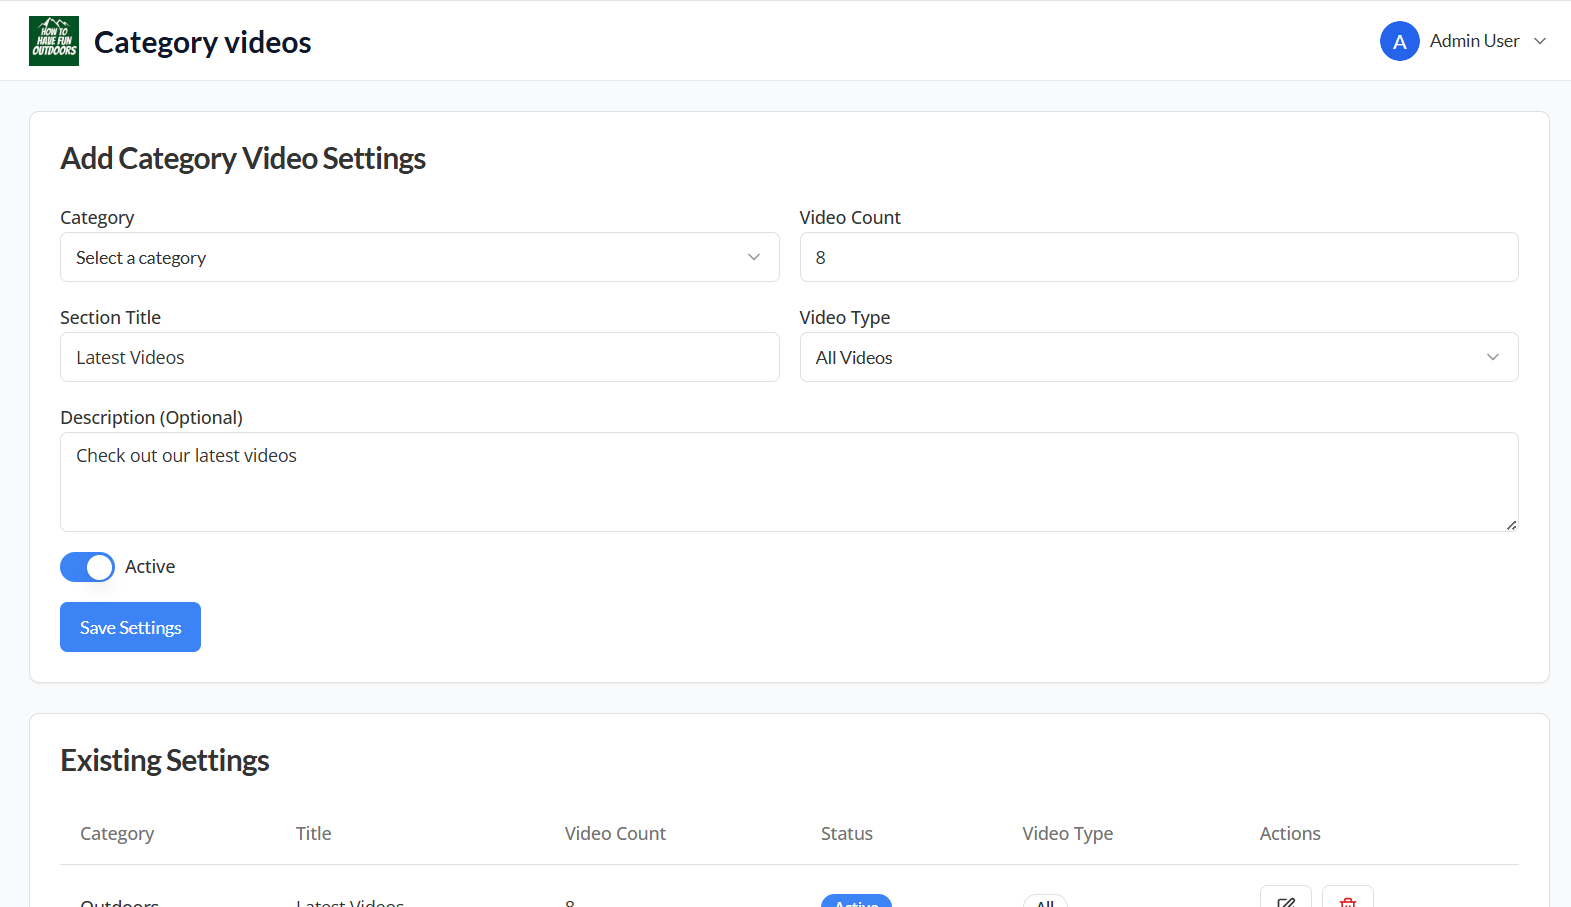 HOW TO
HAVE FUN
OUTDOORS
Category videos
A
Admin User
Add Category Video Settings
Category
Video Count
Select a category
8
Section Title
Video Type
Latest Videos
All Videos
Description (Optional)
Check out our latest videos
Active
Save Settings
Existing Settings
Category Title Video Count Status Video Type Actions
Outdoors Latest Videos 8 Active All